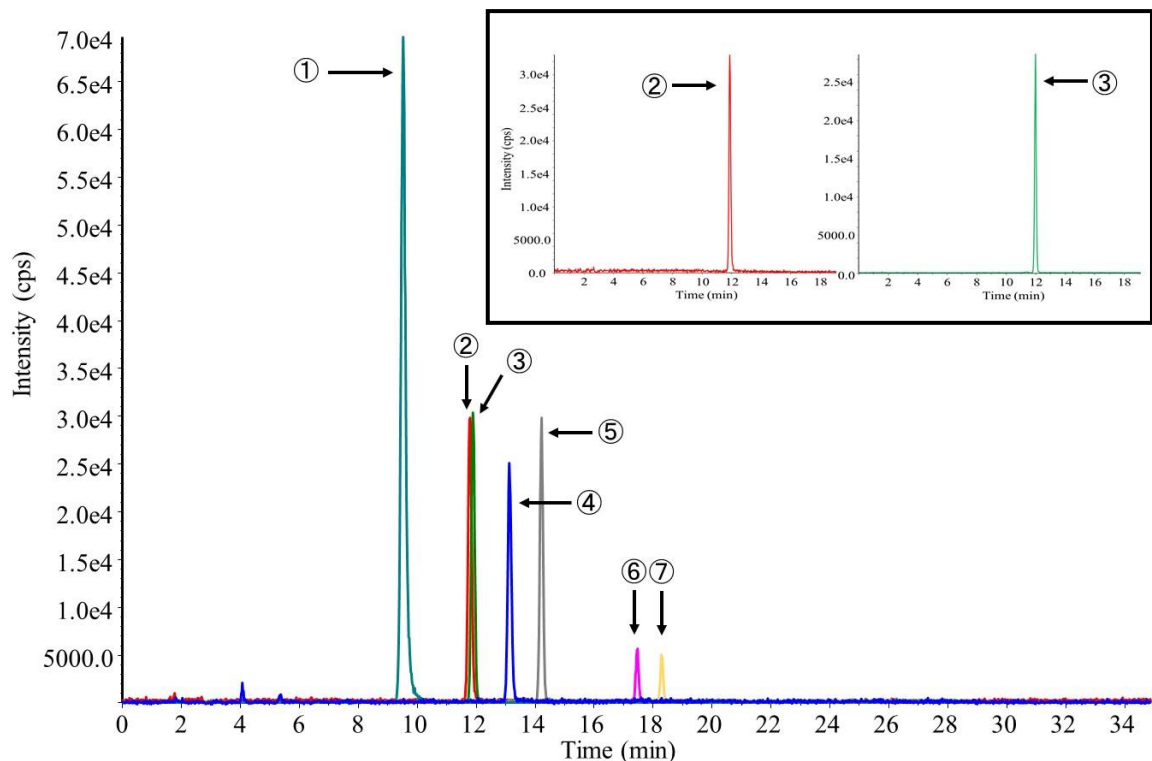 7.0e4
6.5e4
6.0e4
5.5e4
5.0e4
4.5e4
4.0e4
3.5e4
3.0e4
2.5e4
2.0e4
1.5e4
1.0e4
5000.0
Intensity (cps)
0 2 4 6 8 10 12 14 16 18 20 22 24 26 28 30 32 34
Time (min)
①
②
③
④
⑤
⑥ ⑦
3.0e4
2.5e4
2.0e4
1.5e4
1.0e4
5000.0
0.0
Intensity (cps)
2 4 6 8 10 12 14 16 18
Time (min)
②
2.5e4
2.0e4
1.5e4
1.0e4
5000.0
0.0
2 4 6 8 10 12 14 16 18
Time (min)
③